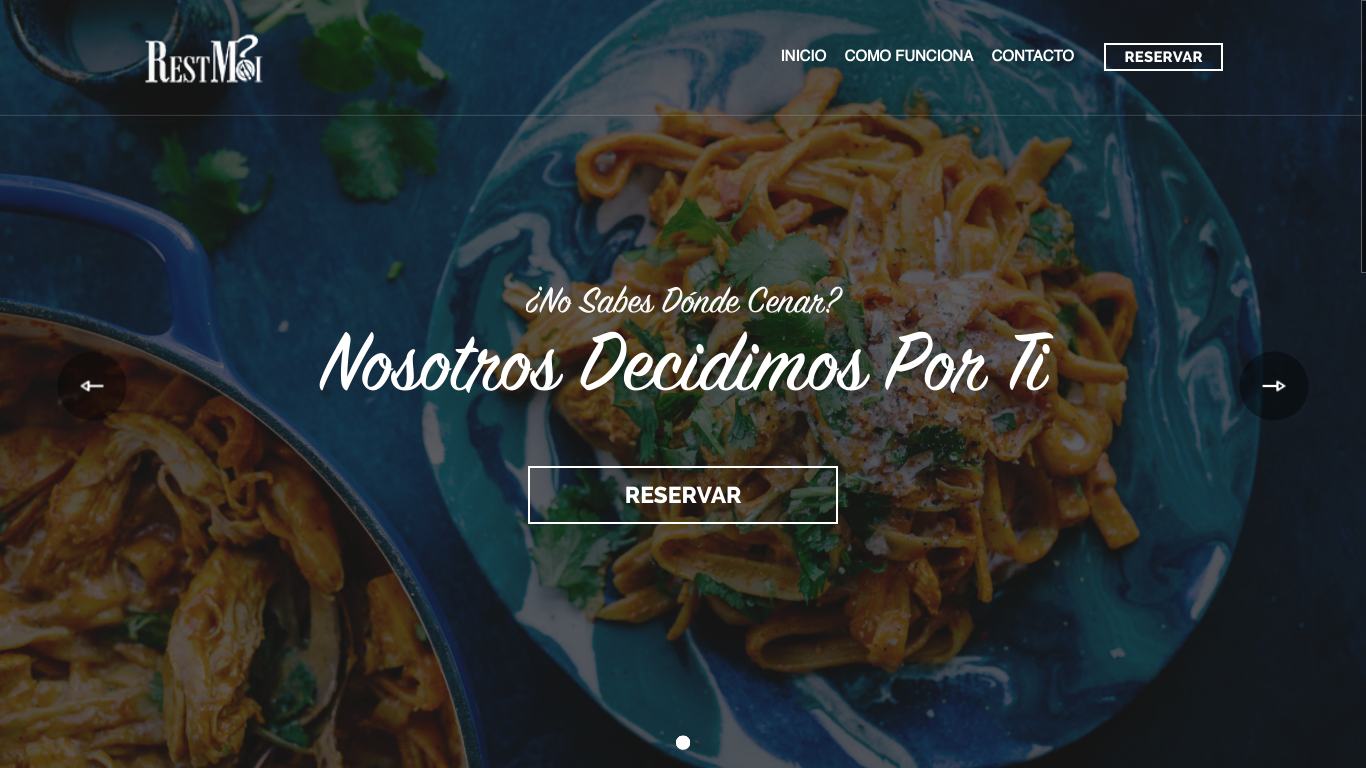 RESTMOI
INICIO COMO FUNCIONA CONTACTO RESERVAR
¿No Sabes Dónde Cenar?
Nosotros Decidimos Por Ti
RESERVAR